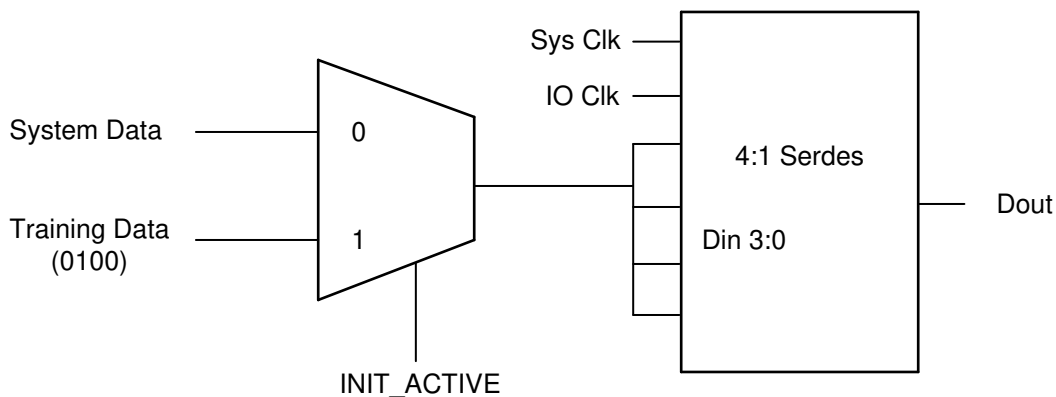 Sys Clk
IO Clk
System Data
0
4:1 Serdes
Dout
Training Data
(0100)
1
Din 3:0
INIT_ACTIVE